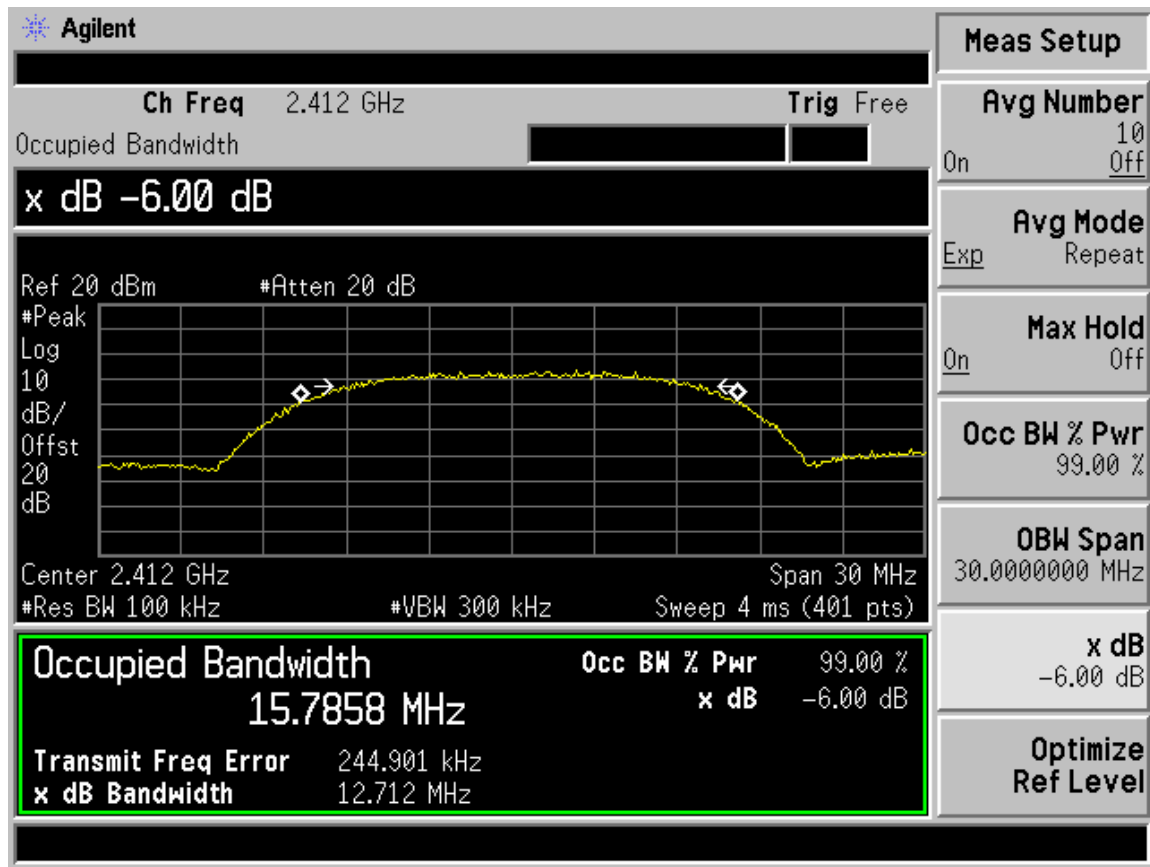 Agilent
Meas Setup
Ch Freq 2.412 GHz Trig Free
Occupied Bandwidth
x dB -6.00 dB
Ref 20 dBm #Atten 20 dB
#Peak
Log
10
dB/
Offst
20
dB
Center 2.412 GHz Span 30 MHz
#Res BW 100 kHz #VBW 300 kHz Sweep 4 ms (401 pts)
Occupied Bandwidth Occ BW % Pwr 99.00 %
15.7858 MHz x dB -6.00 dB
Transmit Freq Error 244.901 kHz
x dB Bandwidth 12.712 MHz
Avg Number
10
On Off
Avg Mode
Exp Repeat
Max Hold
On Off
Occ BW % Pwr
99.00 %
OBW Span
30.0000000 MHz
x dB
-6.00 dB
Optimize
Ref Level